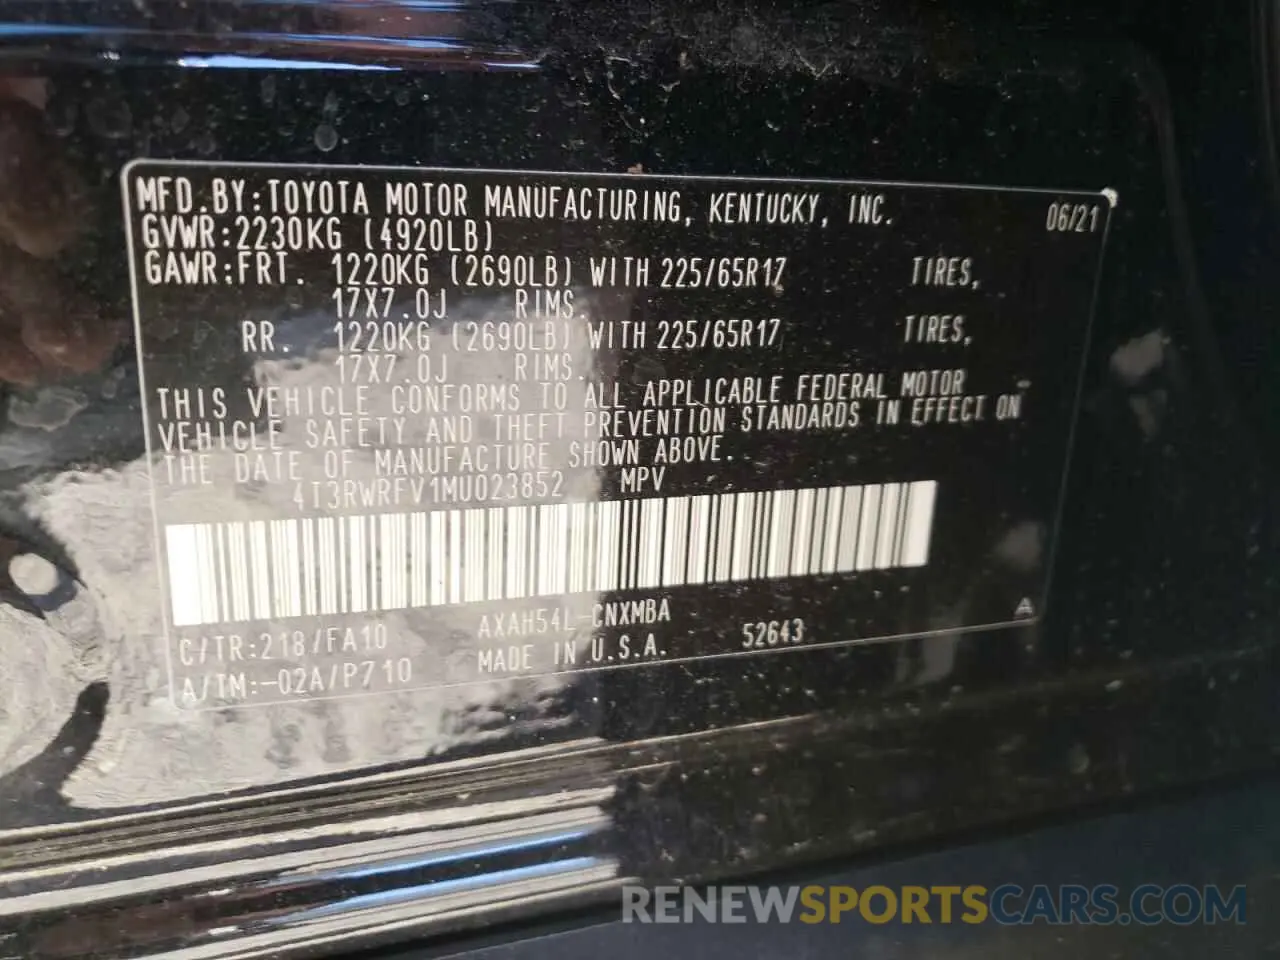 MFD.BY:TOYOTA MOTOR MANUFACTURING, KENTUCKY, INC. 06/21
GVWR:2230KG (4920LB)
GAWR:FRT. 1220KG (2690LB) WITH 225/65R17 TIRES,
17X7.0J RIMS.
RR. 1220KG (2690LB) WITH 225/65R17 TIRES,
17X7.0J RIMS.
THIS VEHICLE CONFORMS TO ALL APPLICABLE FEDERAL MOTOR
VEHICLE SAFETY AND THEFT PREVENTION STANDARDS IN EFFECT ON
THE DATE OF MANUFACTURE SHOWN ABOVE.
4T3RWRFV1MU023852 MPV
C/TR:218/FA10 AXAH54L-CNXMBA
A/TM:-02A/P710 MADE IN U.S.A. 52643
A
RENEWSPORTSCARS.COM